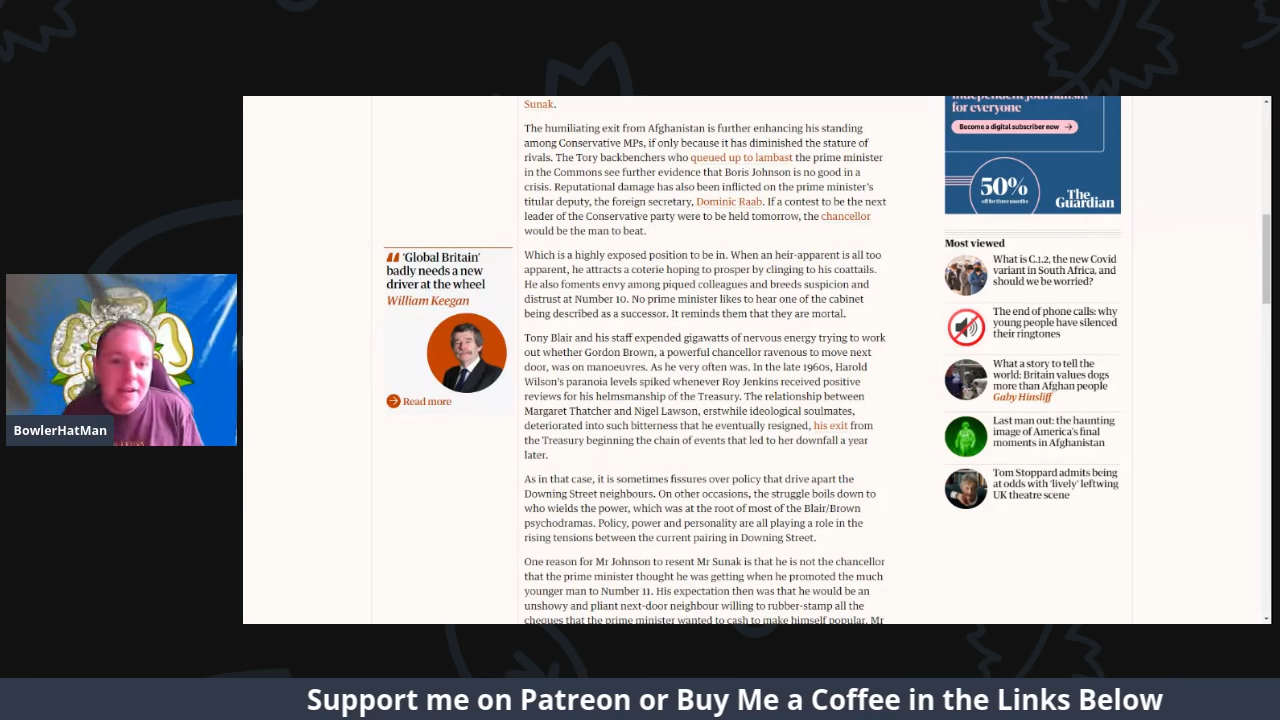 Sunak.
The humiliating exit from Afghanistan is further enhancing his standing
among Conservative MPs, if only because it has diminished the stature of
rivals. The Tory backbenchers who queued up to lambast the prime minister
in the Commons see further evidence that Boris Johnson is no good in a
crisis. Reputational damage has also been inflicted on the prime minister's
titular deputy, the foreign secretary, Dominic Raab. If a contest to be the next
leader of the Conservative party were to be held tomorrow, the chancellor
would be the man to beat.
Which is a highly exposed position to be in. When an heir-apparent is all too
apparent, he attracts a coterie hoping to prosper by clinging to his coattails.
He also foments envy among piqued colleagues and breeds suspicion and
distrust at Number 10. No prime minister likes to hear one of the cabinet
being described as a successor. It reminds them that they are mortal.
Tony Blair and his staff expended gigawatts of nervous energy trying to work
out whether Gordon Brown, a powerful chancellor ravenous to move next
door, was on manoeuvres. As he very often was. In the late 1960s, Harold
Wilson's paranoia levels spiked whenever Roy Jenkins received positive
reviews for his helmsmanship of the Treasury. The relationship between
Margaret Thatcher and Nigel Lawson, erstwhile ideological soulmates,
deteriorated into such bitterness that he eventually resigned, his exit from
the Treasury beginning the chain of events that led to her downfall a year
later.
As in that case, it is sometimes fissures over policy that drive apart the
Downing Street neighbours. On other occasions, the struggle boils down to
who wields the power, which was at the root of most of the Blair/Brown
psychodramas. Policy, power and personality are all playing a role in the
rising tensions between the current pairing in Downing Street.
One reason for Mr Johnson to resent Mr Sunak is that he is not the chancellor
that the prime minister thought he was getting when he promoted the much
younger man to Number 11. His expectation then was that he would be an
unshowy and pliant next-door neighbour willing to rubber-stamp all the
cheques that the prime minister wanted to cash to make himself popular. Mr
'Global Britain'
badly needs a new
driver at the wheel
William Keegan
Read more
independent journalism
for everyone
Become a digital subscriber now
50%
off for three months
The
Guardian
Most viewed
What is C.1.2, the new Covid
variant in South Africa, and
should we be worried?
The end of phone calls: why
young people have silenced
their ringtones
What a story to tell the
world: Britain values dogs
more than Afghan people
Gaby Hinsliff
Last man out: the haunting
image of America's final
moments in Afghanistan
Tom Stoppard admits being
at odds with 'lively' leftwing
UK theatre scene
BowlerHatMan
Support me on Patreon or Buy Me a Coffee in the Links Below